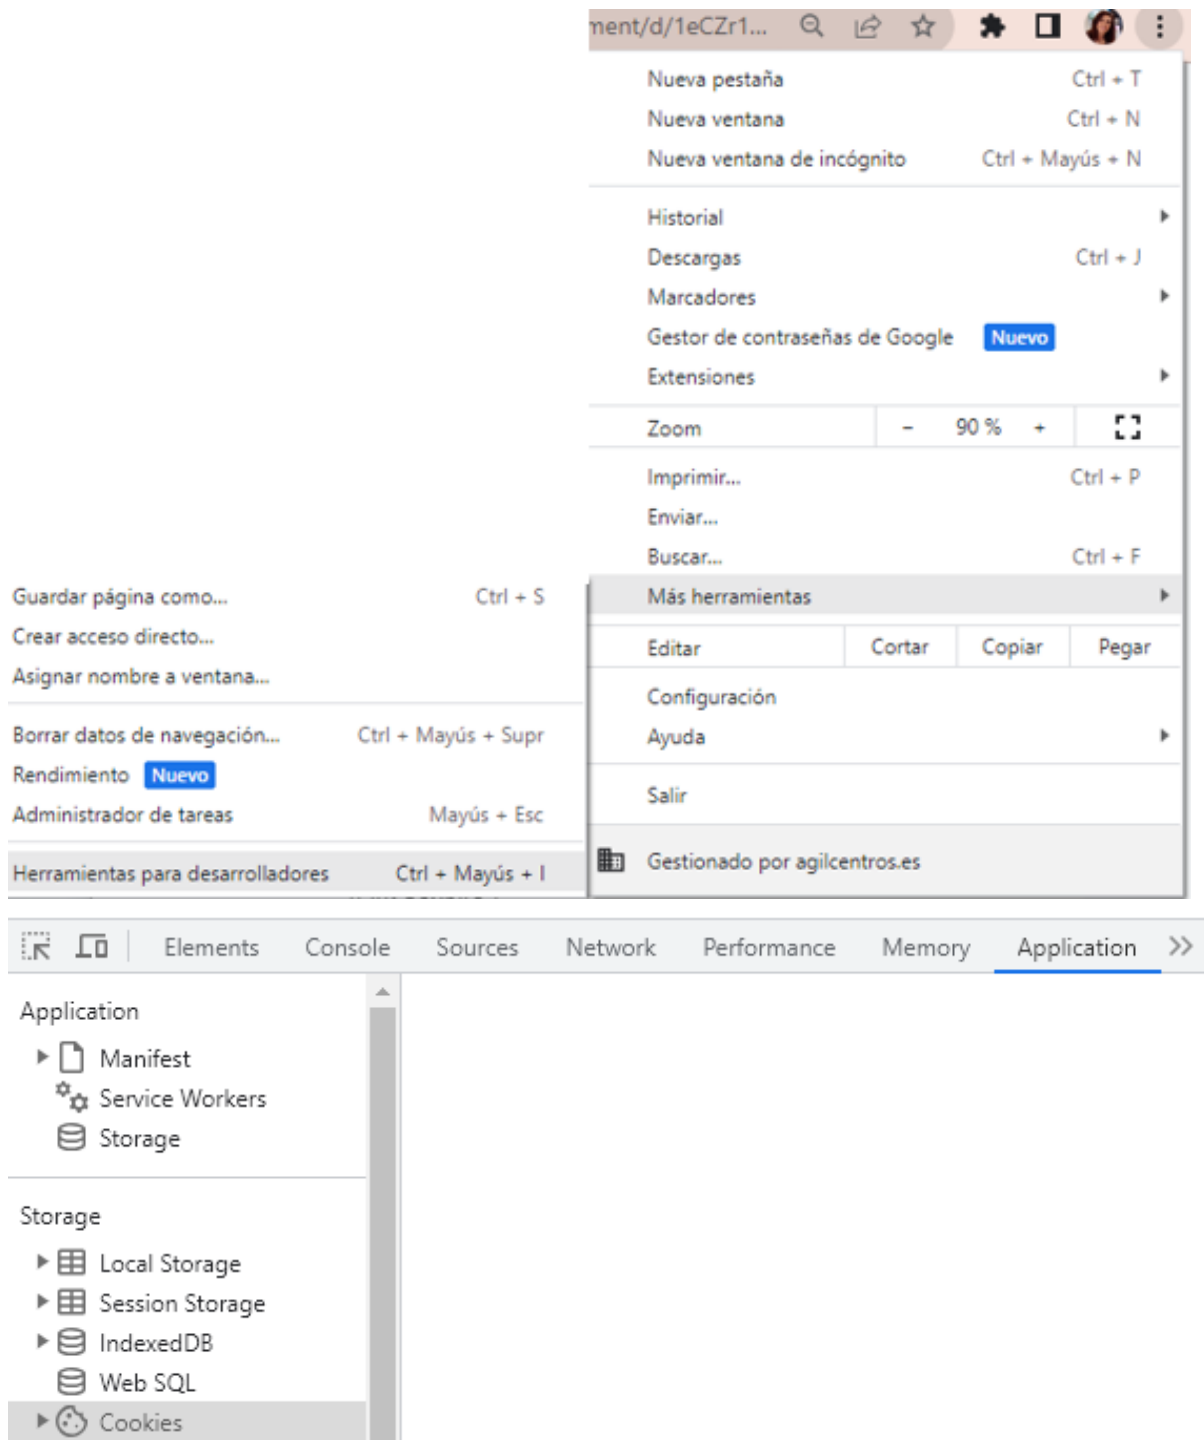 ment/d/1eCZr1...
Nueva pestaña Ctrl + T
Nueva ventana Ctrl + N
Nueva ventana de incógnito Ctrl + Mayús + N
Historial
Descargas Ctrl + J
Marcadores
Gestor de contraseñas de Google Nuevo
Extensiones
Zoom - 90 % +
Imprimir... Ctrl + P
Enviar...
Buscar... Ctrl + F
Más herramientas
Editar Cortar Copiar Pegar
Configuración
Ayuda
Salir
Gestionado por agilcentros.es
Guardar página como... Ctrl + S
Crear acceso directo...
Asignar nombre a ventana...
Borrar datos de navegación... Ctrl + Mayús + Supr
Rendimiento Nuevo
Administrador de tareas Mayús + Esc
Herramientas para desarrolladores Ctrl + Mayús + I
Elements Console Sources Network Performance Memory Application
Application
Manifest
Service Workers
Storage
Storage
Local Storage
Session Storage
IndexedDB
Web SQL
Cookies